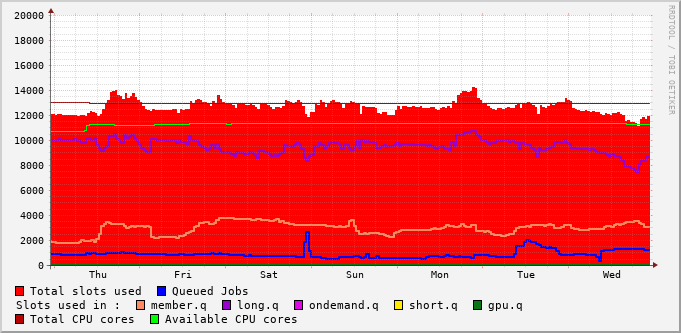 RRDTOOL / TOBI OETIKER
20000
18000
16000
14000
12000
10000
8000
6000
4000
2000
0
Thu Fri Sat Sun Mon Tue Wed
Total slots used Queued Jobs
Slots used in : member.q long.q ondemand.q short.q gpu.q
Total CPU cores Available CPU cores